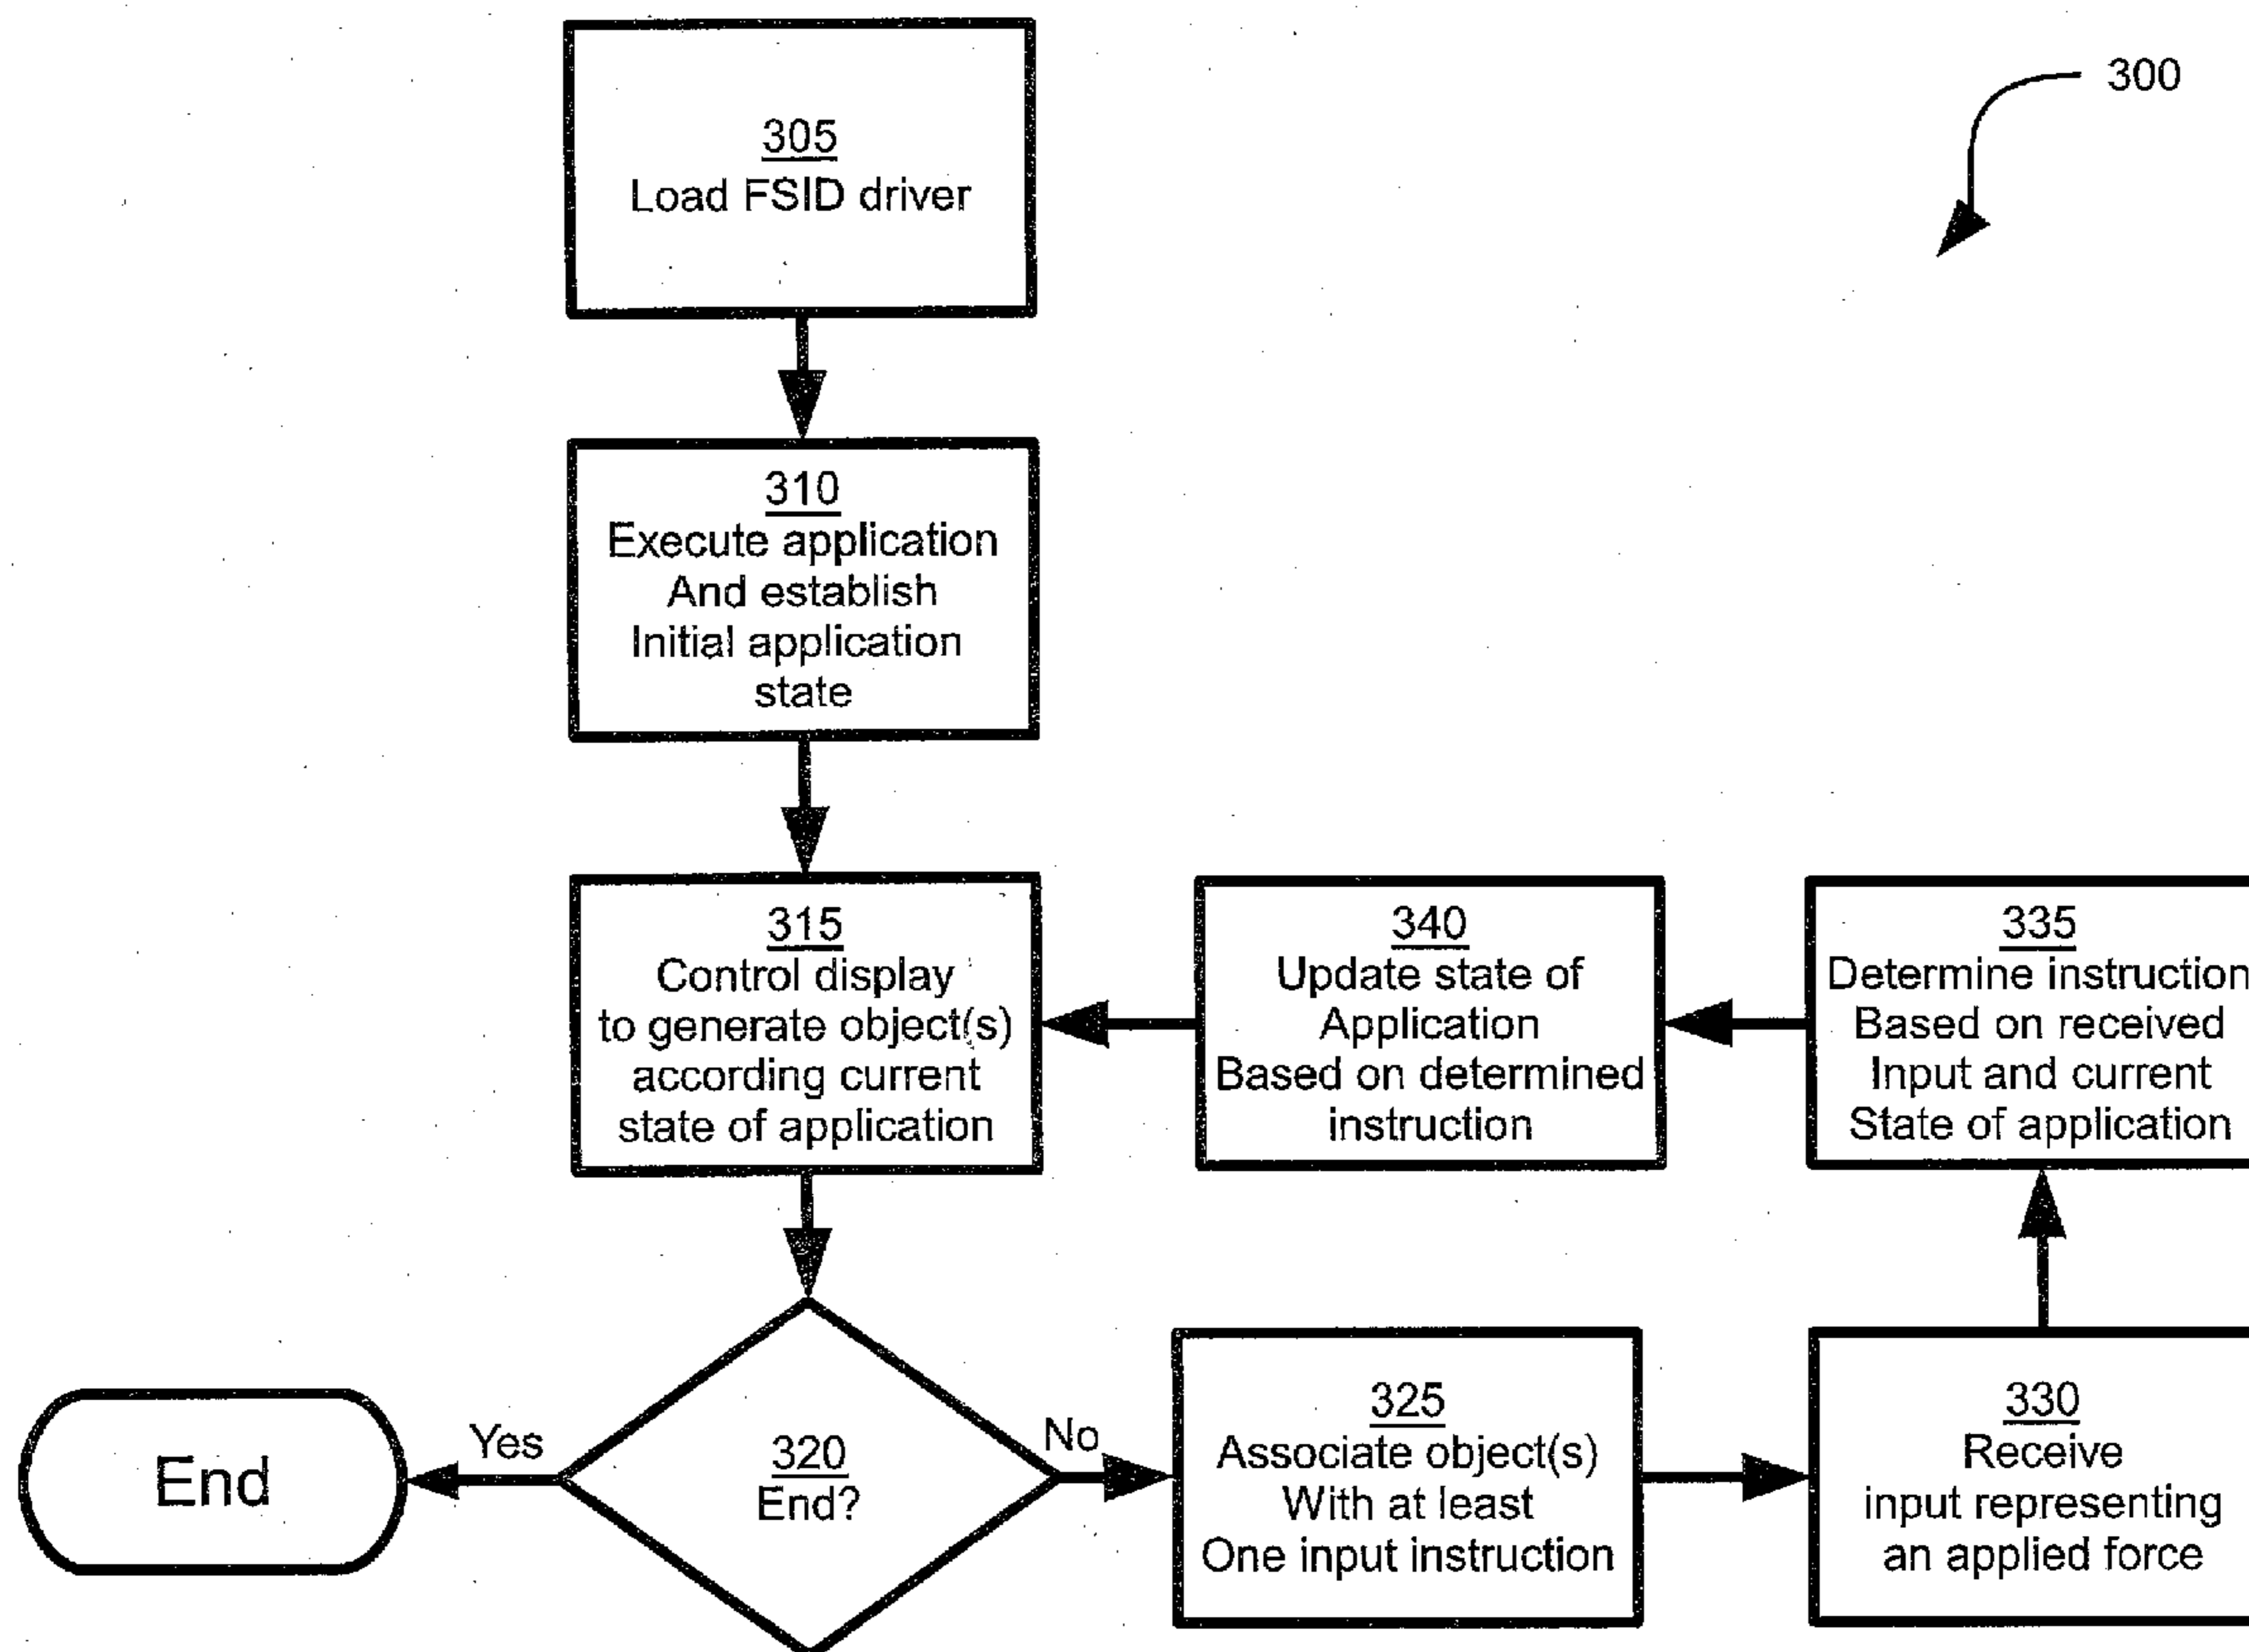 300
305
Load FSID driver
310
Execute application
And establish
Initial application
state
315
Control display
to generate object(s)
according current
state of application
340
Update state of
Application
Based on determined
instruction
335
Determine instruction
Based on received
Input and current
State of application
320
End?
Yes
End
No
325
Associate object(s)
With at least
One input instruction
330
Receive
input representing
an applied force